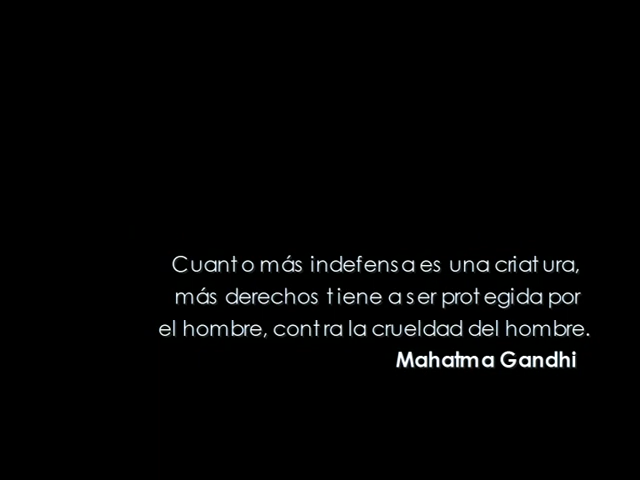 Cuanto más indefensa es una criatura,
más derechos tiene a ser protegida por
el hombre, contra la crueldad del hombre.
Mahatma Gandhi